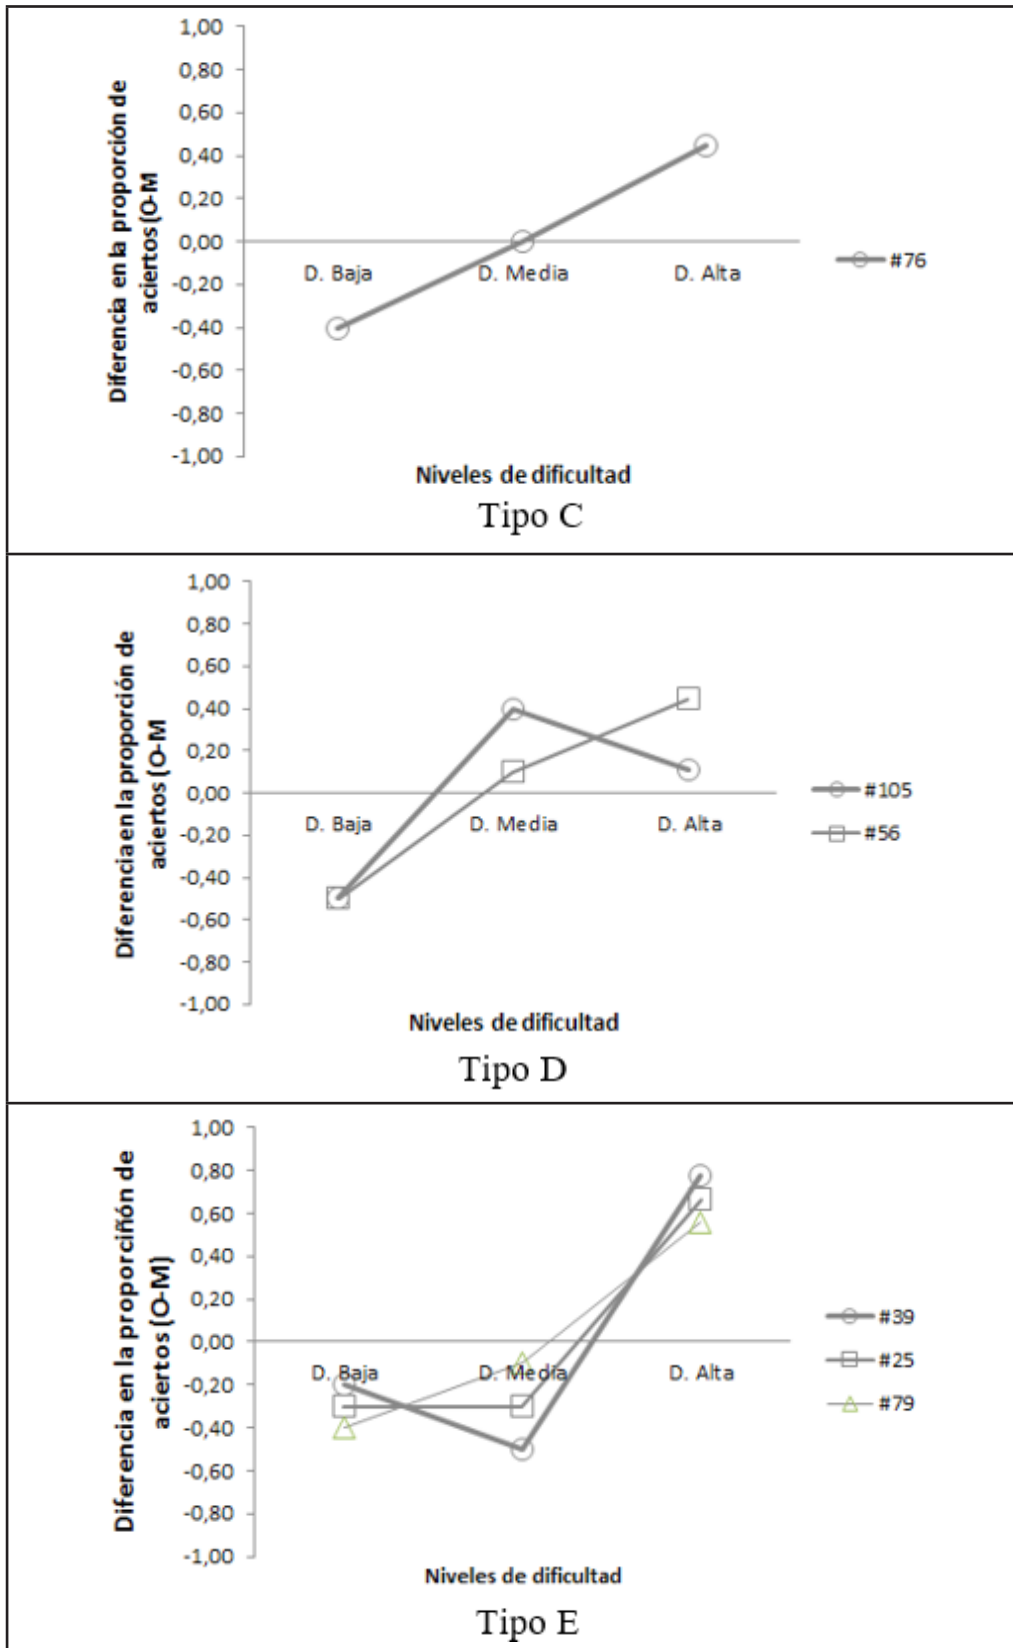 1,00
0,80
0,60
0,40
0,20
0,00
-0,20
-0,40
-0,60
-0,80
-1,00
Diferencia en la proporción de
aciertos (O-M
D. Baja D. Media D. Alta
#76
Niveles de dificultad
Tipo C
1,00
0,80
0,60
0,40
0,20
0,00
-0,20
-0,40
-0,60
-0,80
-1,00
Diferencia en la proporción de
aciertos (O-M
D. Baja D. Media D. Alta
#105
#56
Niveles de dificultad
Tipo D
1,00
0,80
0,60
0,40
0,20
0,00
-0,20
-0,40
-0,60
-0,80
-1,00
Diferencia en la proporciñón de
aciertos (O-M)
D. Baja D. Media D. Alta
#39
#25
#79
Niveles de dificultad
Tipo E